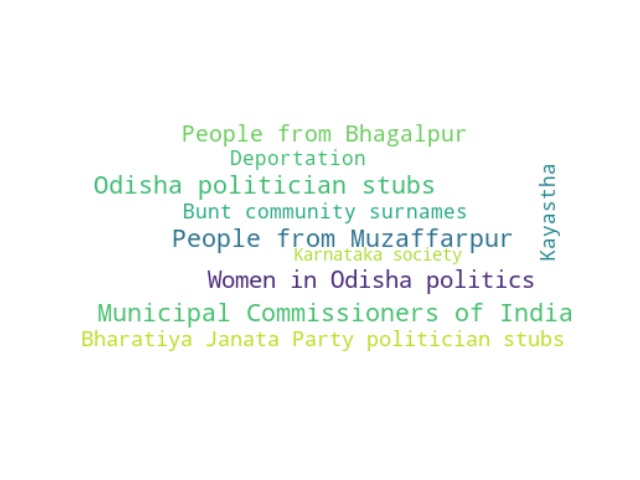 People from Bhagalpur
Deportation
Odisha politician stubs
Kayastha
Bunt community surnames
People from Muzaffarpur
Karnataka society
Women in Odisha politics
Municipal Commissioners of India
Bharatiya Janata Party politician stubs